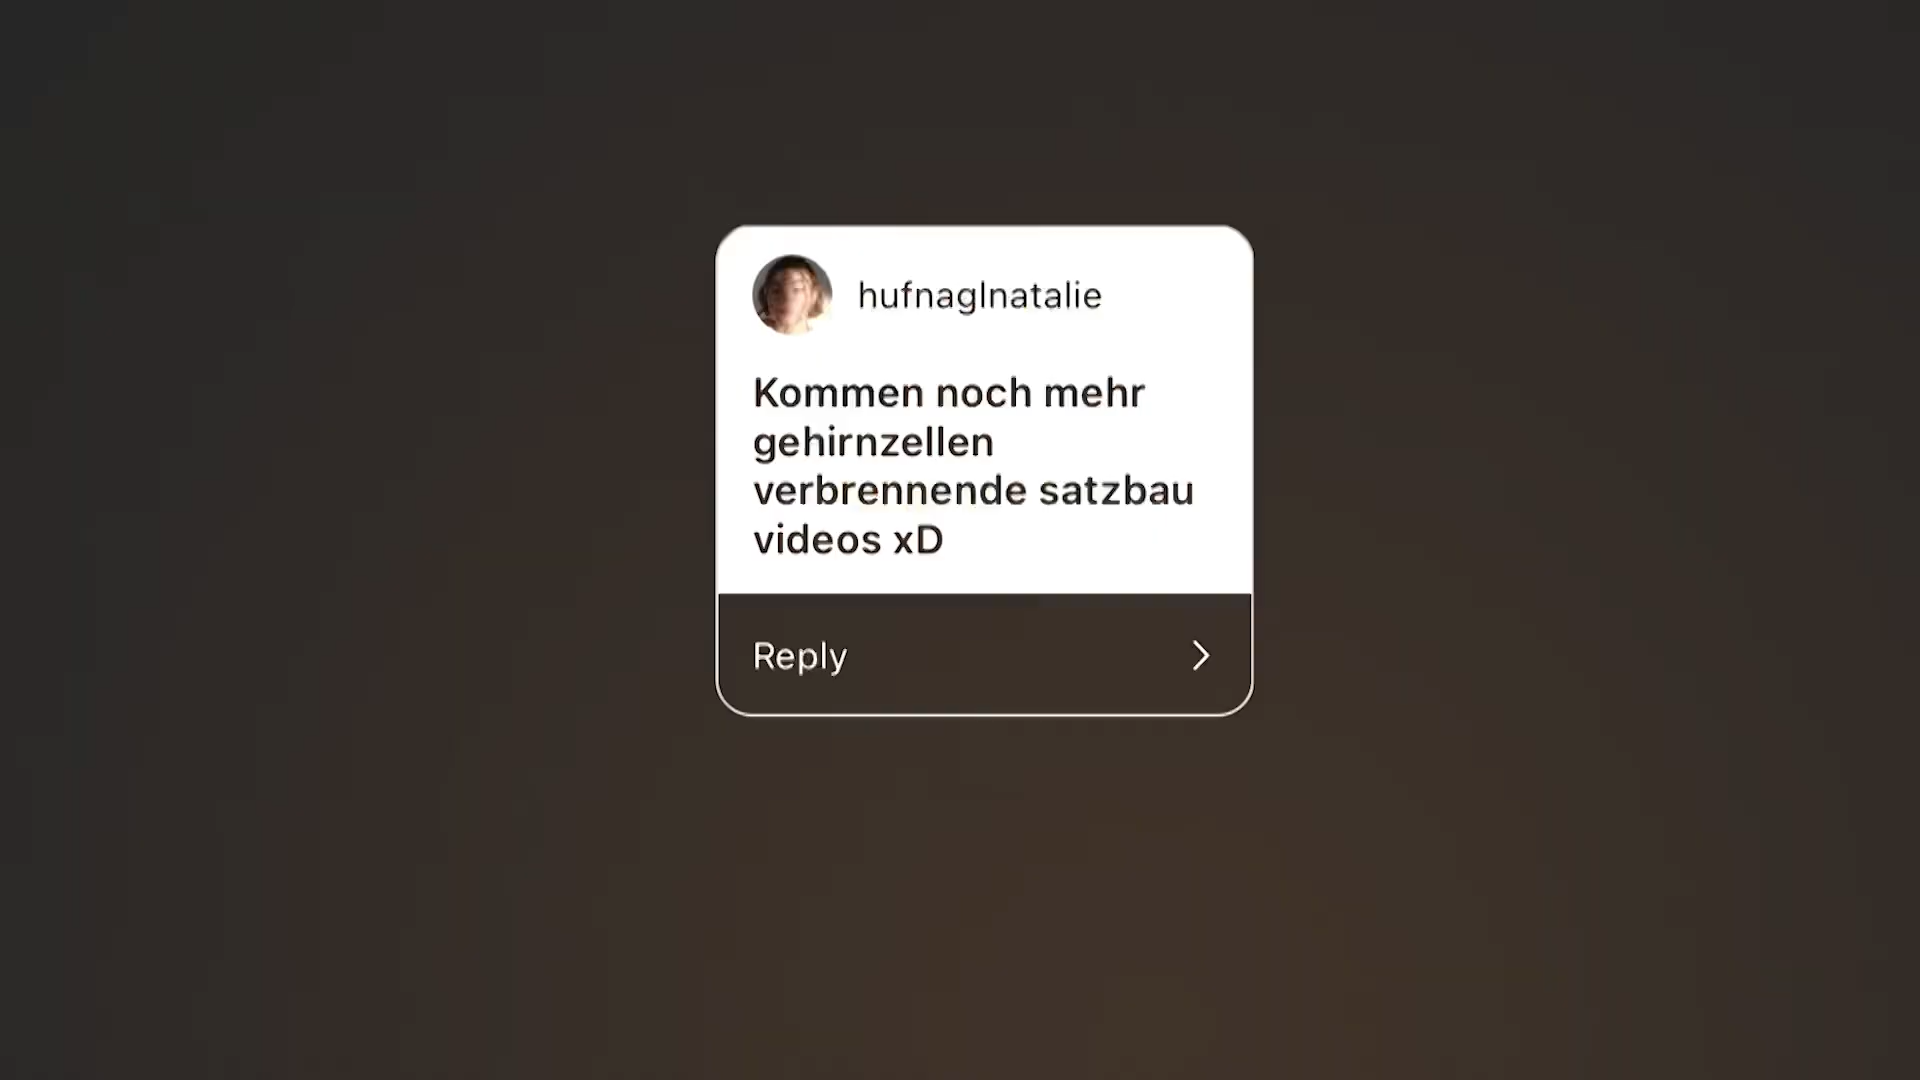 hufnaglnatalie
Kommen noch mehr
gehirnzellen
verbrennende satzbau
videos xD
Reply